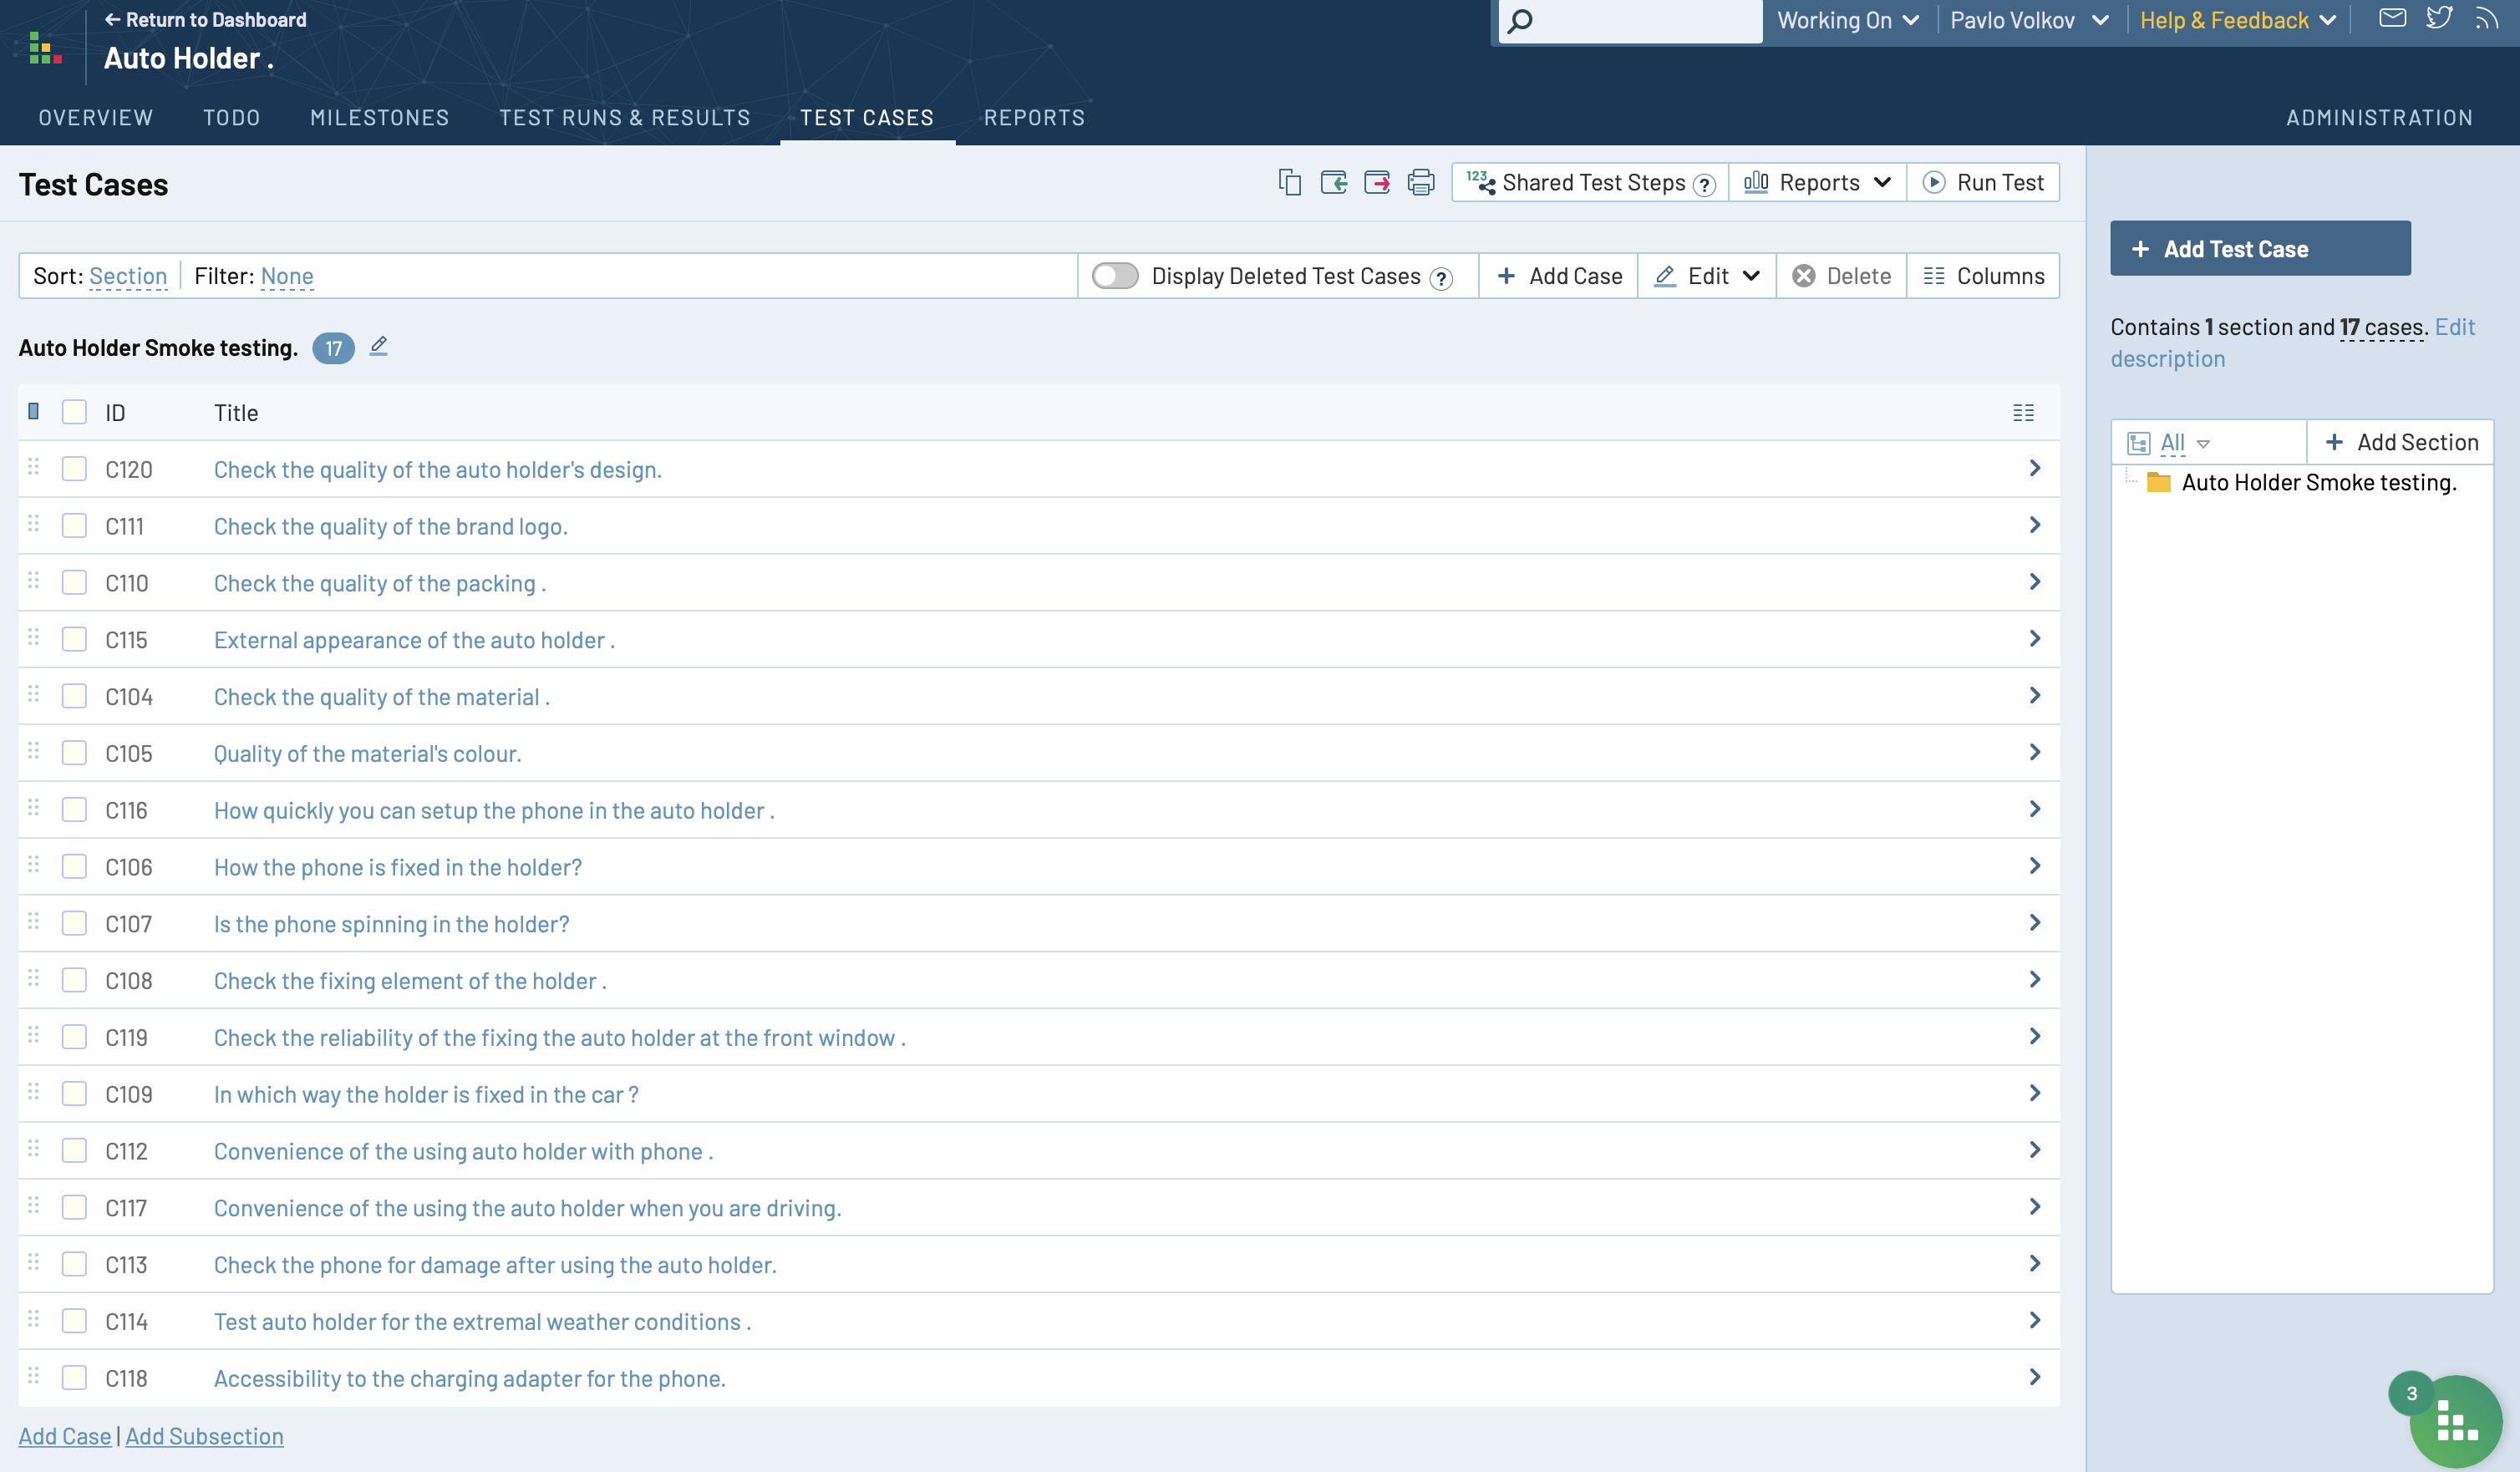 ← Return to Dashboard
Auto Holder .
Working On
Pavlo Volkov
Help & Feedback
OVERVIEW
TODO
MILESTONES
TEST RUNS & RESULTS
TEST CASES
REPORTS
ADMINISTRATION
Test Cases
123 Shared Test Steps ?
Reports
Run Test
+ Add Test Case
Sort: Section
Filter: None
Display Deleted Test Cases ?
+ Add Case
Edit
Delete
Columns
Contains 1 section and 17 cases. Edit
description
Auto Holder Smoke testing. 17
ID Title
All
+ Add Section
Auto Holder Smoke testing.
C120 Check the quality of the auto holder's design.
C111 Check the quality of the brand logo.
C110 Check the quality of the packing .
C115 External appearance of the auto holder .
C104 Check the quality of the material .
C105 Quality of the material's colour.
C116 How quickly you can setup the phone in the auto holder .
C106 How the phone is fixed in the holder?
C107 Is the phone spinning in the holder?
C108 Check the fixing element of the holder .
C119 Check the reliability of the fixing the auto holder at the front window .
C109 In which way the holder is fixed in the car ?
C112 Convenience of the using auto holder with phone .
C117 Convenience of the using the auto holder when you are driving.
C113 Check the phone for damage after using the auto holder.
C114 Test auto holder for the extremal weather conditions .
C118 Accessibility to the charging adapter for the phone.
Add Case | Add Subsection
3